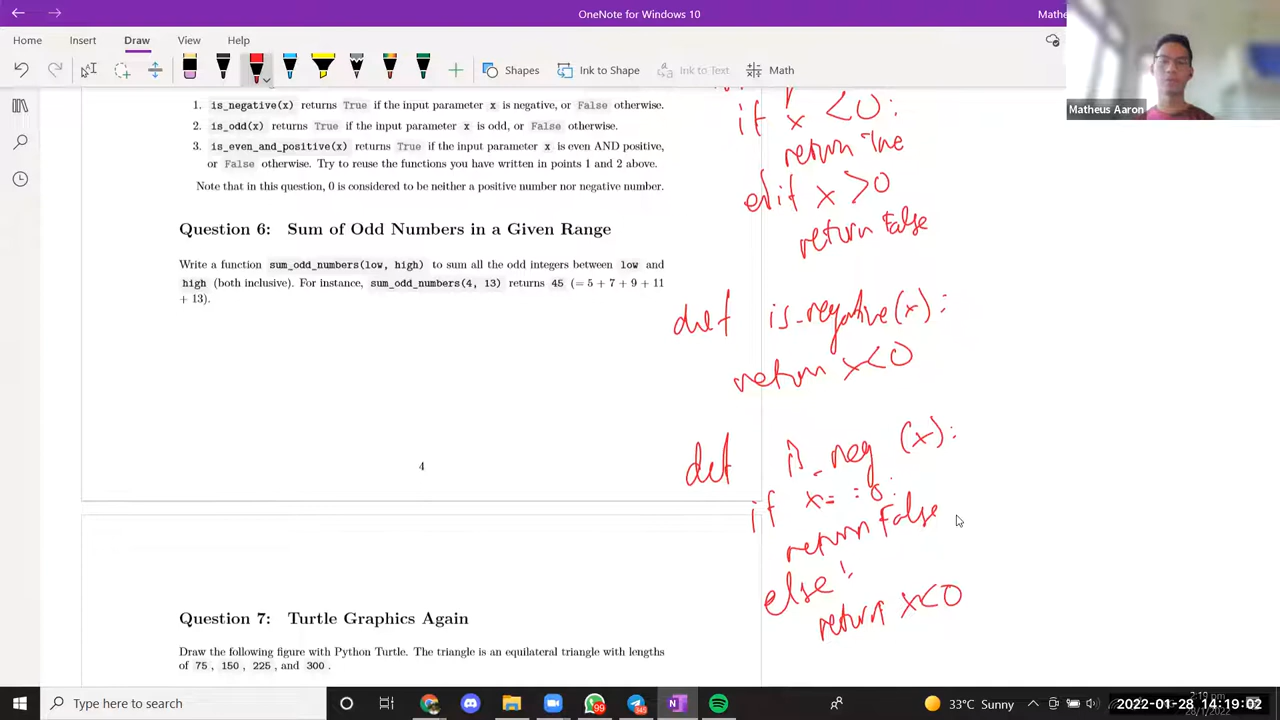 OneNote for Windows 10
Mathe
Home Insert Draw View Help
Shapes Ink to Shape Ink to Text Math
Matheus Aaron
1. is_negative(x) returns True if the input parameter x is negative, or False otherwise.
2. is_odd(x) returns True if the input parameter x is odd, or False otherwise.
3. is_even_and_positive(x) returns True if the input parameter x is even AND positive,
or False otherwise. Try to reuse the functions you have written in points 1 and 2 above.
Note that in this question, 0 is considered to be neither a positive number nor negative number.
Question 6: Sum of Odd Numbers in a Given Range
Write a function sum_odd_numbers(low, high) to sum all the odd integers between low and
high (both inclusive). For instance, sum_odd_numbers(4, 13) returns 45 (= 5 + 7 + 9 + 11
+ 13).
4
Question 7: Turtle Graphics Again
Draw the following figure with Python Turtle. The triangle is an equilateral triangle with lengths
of 75 , 150 , 225 , and 300 .
if x <0:
return True
elif x >0
return False
def is_negative(x):
return x<0
def is_neg (x):
if x==0:
return False
else:
return x<0
Type here to search
99
33°C Sunny
2:19 pm
28/1/2022
2022-01-28 14:19:02